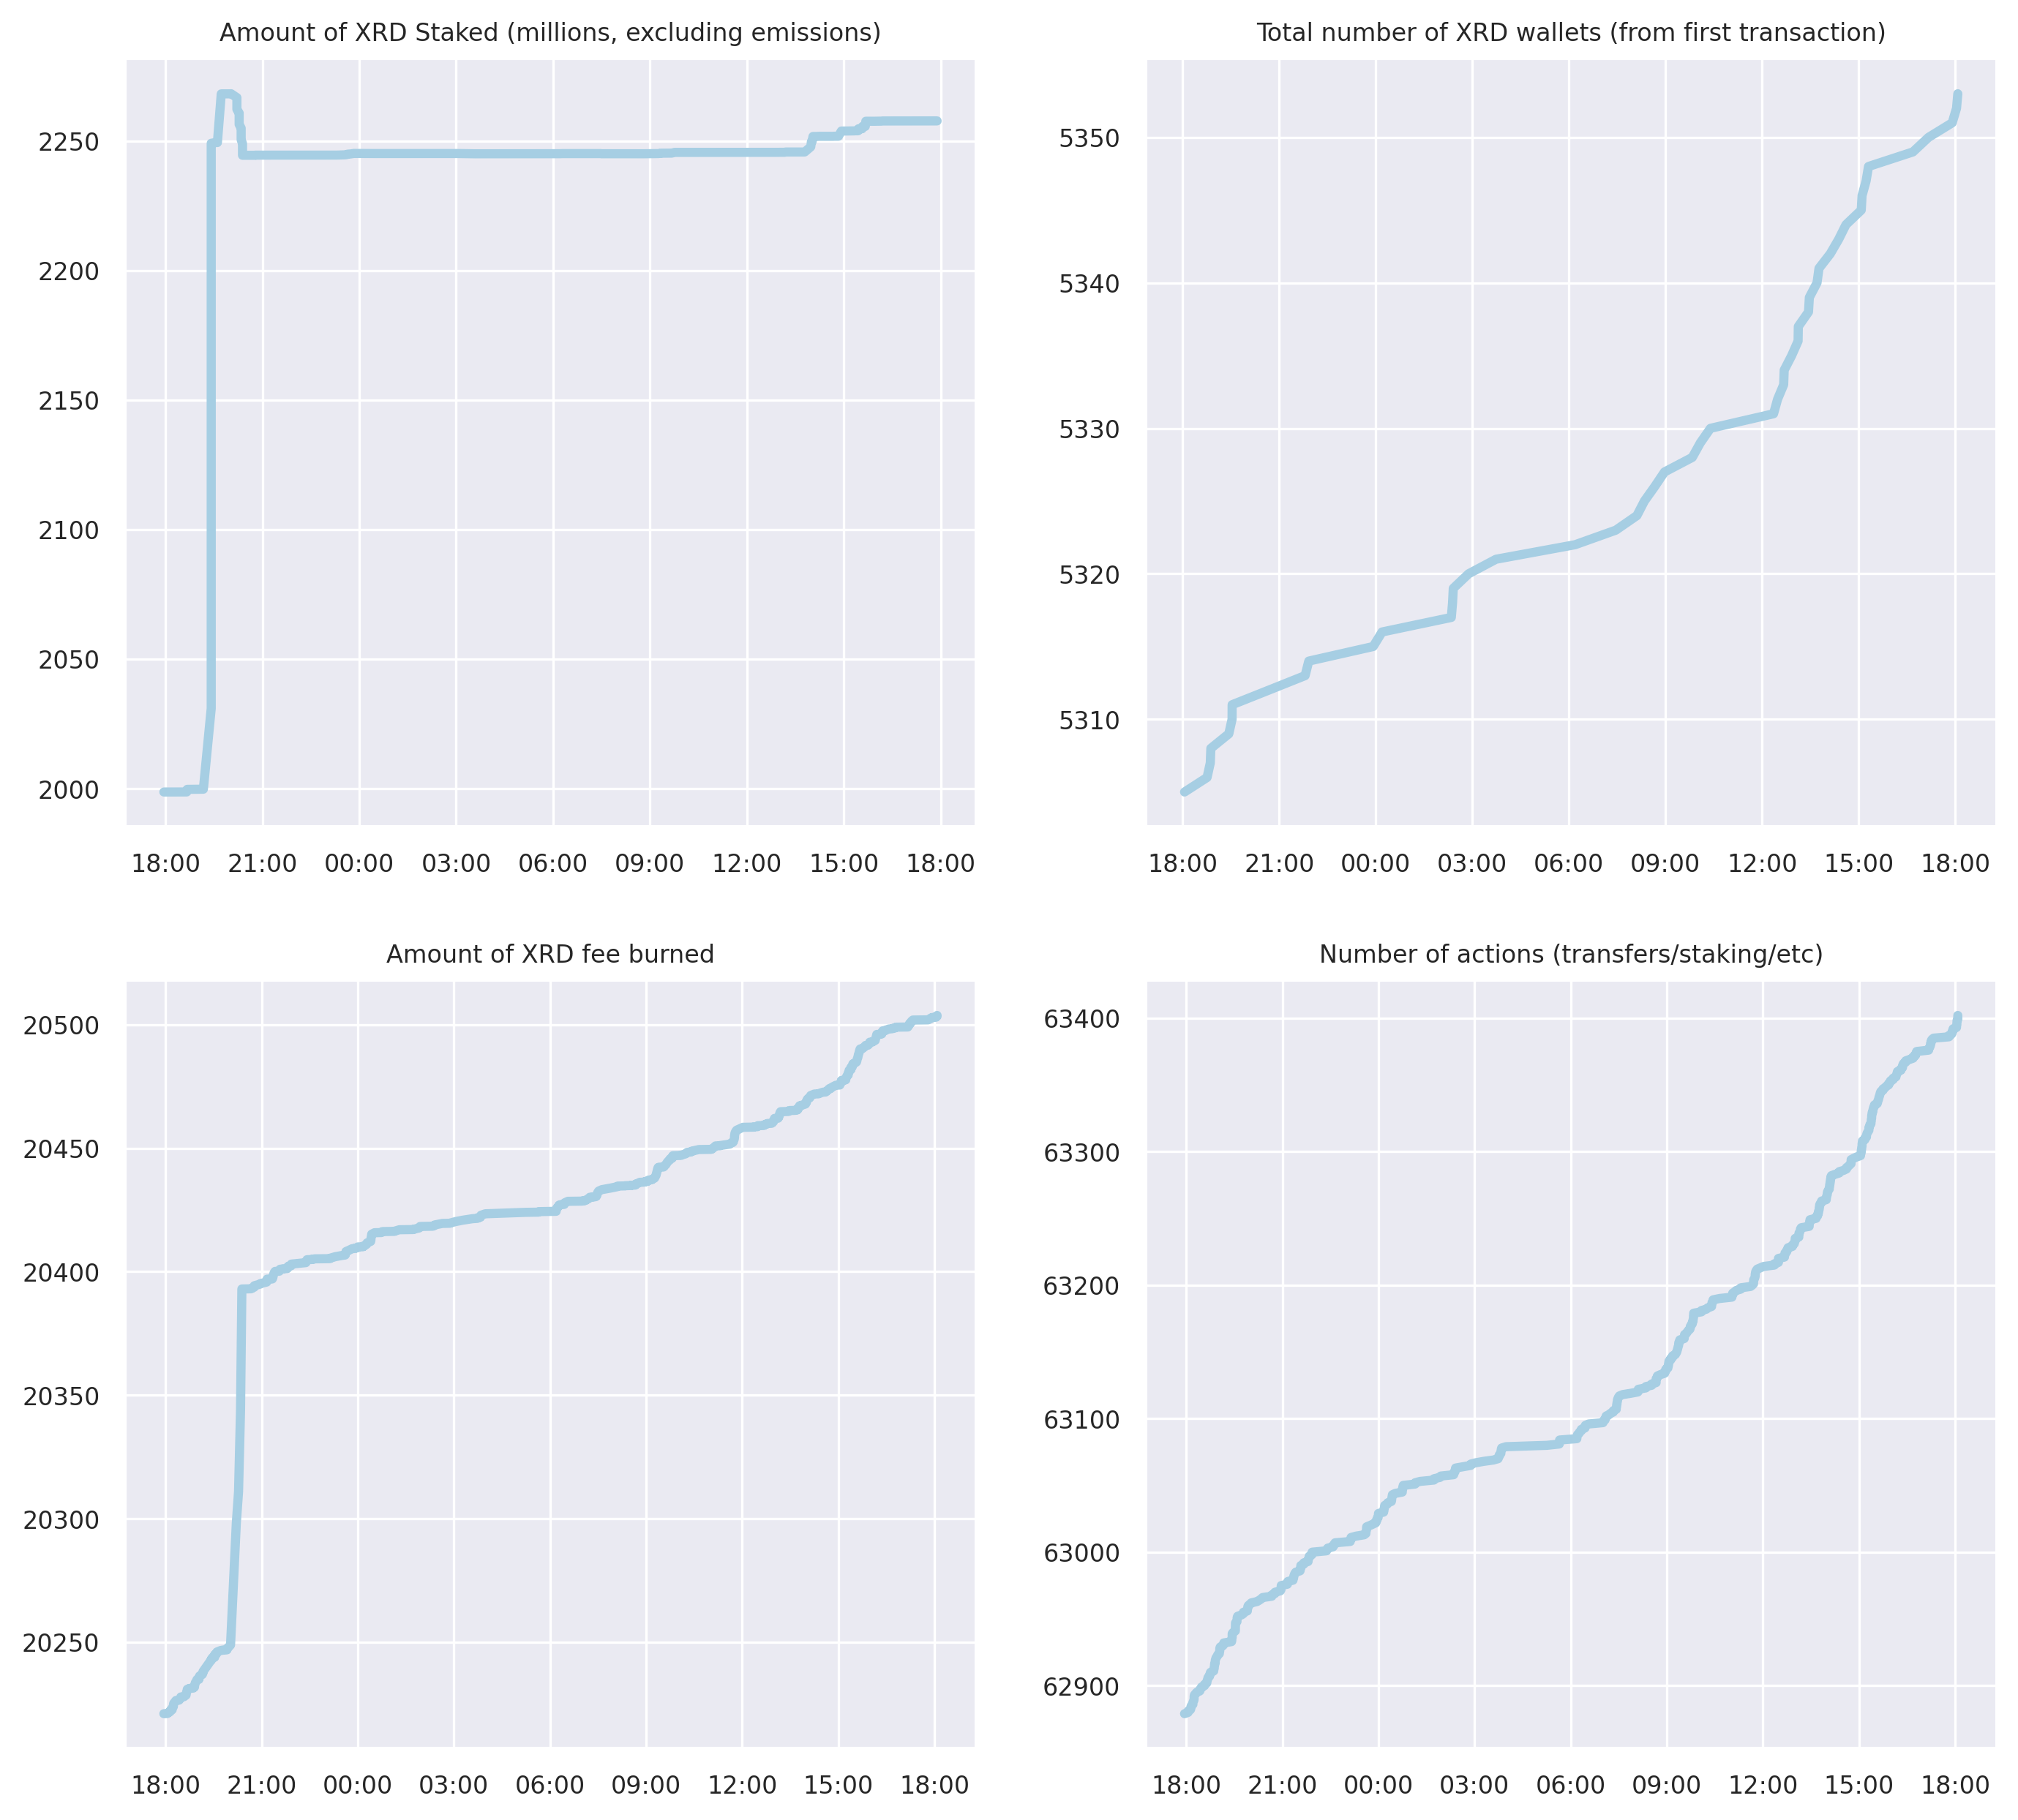 Amount of XRD Staked (millions, excluding emissions)
2250
2200
2150
2100
2050
2000
18:00 21:00 00:00 03:00 06:00 09:00 12:00 15:00 18:00
Total number of XRD wallets (from first transaction)
5350
5340
5330
5320
5310
18:00 21:00 00:00 03:00 06:00 09:00 12:00 15:00 18:00
Amount of XRD fee burned
20500
20450
20400
20350
20300
20250
18:00 21:00 00:00 03:00 06:00 09:00 12:00 15:00 18:00
Number of actions (transfers/staking/etc)
63400
63300
63200
63100
63000
62900
18:00 21:00 00:00 03:00 06:00 09:00 12:00 15:00 18:00